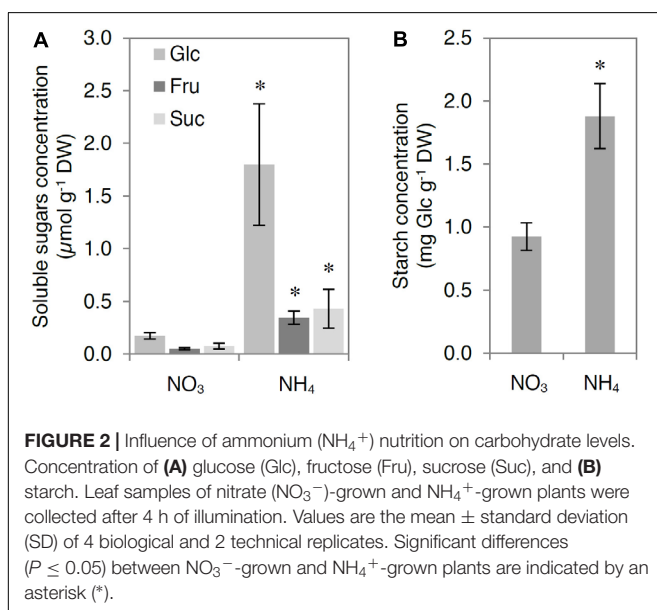 A
3.0
2.5
2.0
1.5
1.0
0.5
0.0
Soluble sugars concentration
(µmol g-1 DW)
Glc
Fru
Suc
*
*
*
NO3
NH4
B
2.5
2.0
1.5
1.0
0.5
0.0
Starch concentration
(mg Glc g-1 DW)
*
NO3
NH4
FIGURE 2 | Influence of ammonium (NH4+) nutrition on carbohydrate levels.
Concentration of (A) glucose (Glc), fructose (Fru), sucrose (Suc), and (B)
starch. Leaf samples of nitrate (NO3−)-grown and NH4+-grown plants were
collected after 4 h of illumination. Values are the mean ± standard deviation
(SD) of 4 biological and 2 technical replicates. Significant differences
(P ≤ 0.05) between NO3−-grown and NH4+-grown plants are indicated by an
asterisk (*).